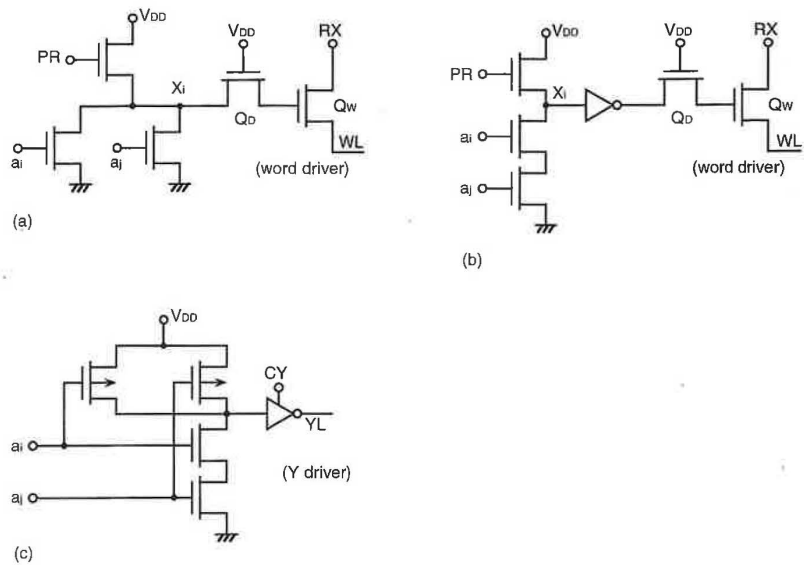 VDD
PR
Xi
VDD
RX
QD
QW
ai
aj
WL
(word driver)
(a)
VDD
PR
Xi
VDD
RX
ai
QD
QW
aj
WL
(word driver)
(b)
VDD
CY
YL
ai
aj
(Y driver)
(c)